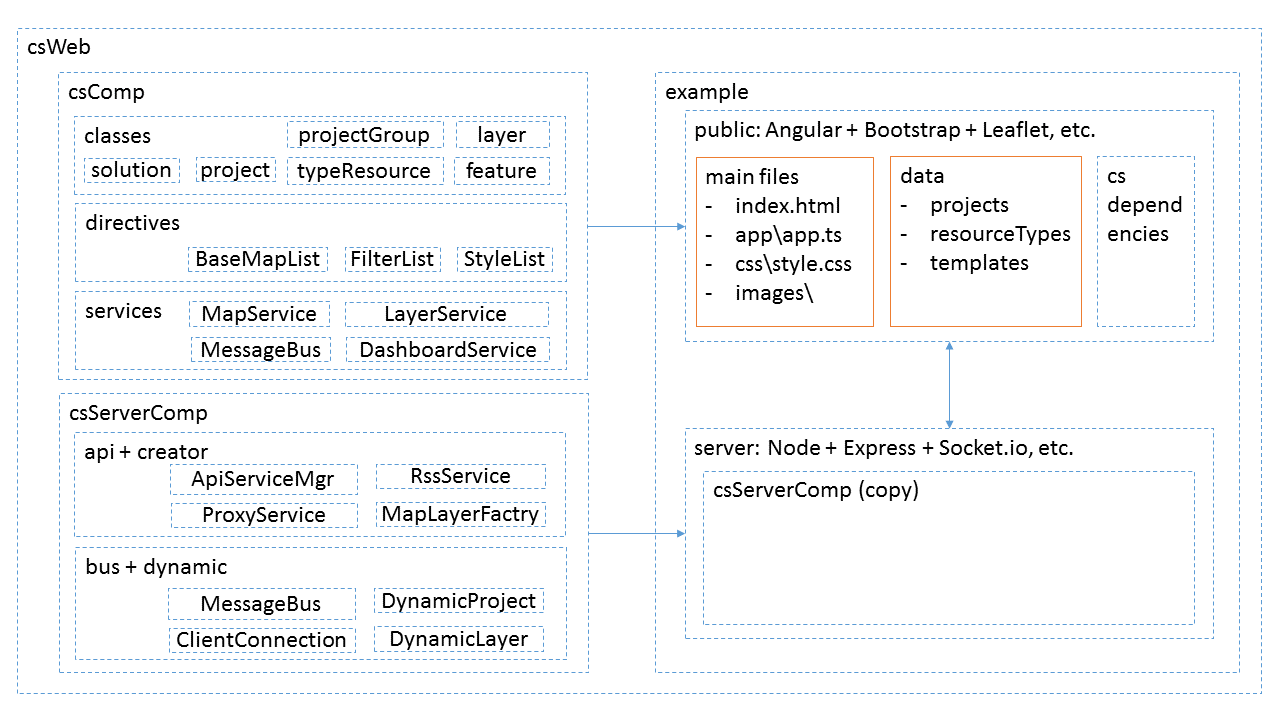 csWeb
csComp
classes
projectGroup
layer
solution
project
typeResource
feature
directives
BaseMapList
FilterList
StyleList
services
MapService
LayerService
MessageBus
DashboardService
csServerComp
api + creator
ApiServiceMgr
RssService
ProxyService
MapLayerFactry
bus + dynamic
MessageBus
DynamicProject
ClientConnection
DynamicLayer
example
public: Angular + Bootstrap + Leaflet, etc.
main files
- index.html
- app\app.ts
- css\style.css
- images\
data
- projects
- resourceTypes
- templates
cs
depend
encies
server: Node + Express + Socket.io, etc.
csServerComp (copy)